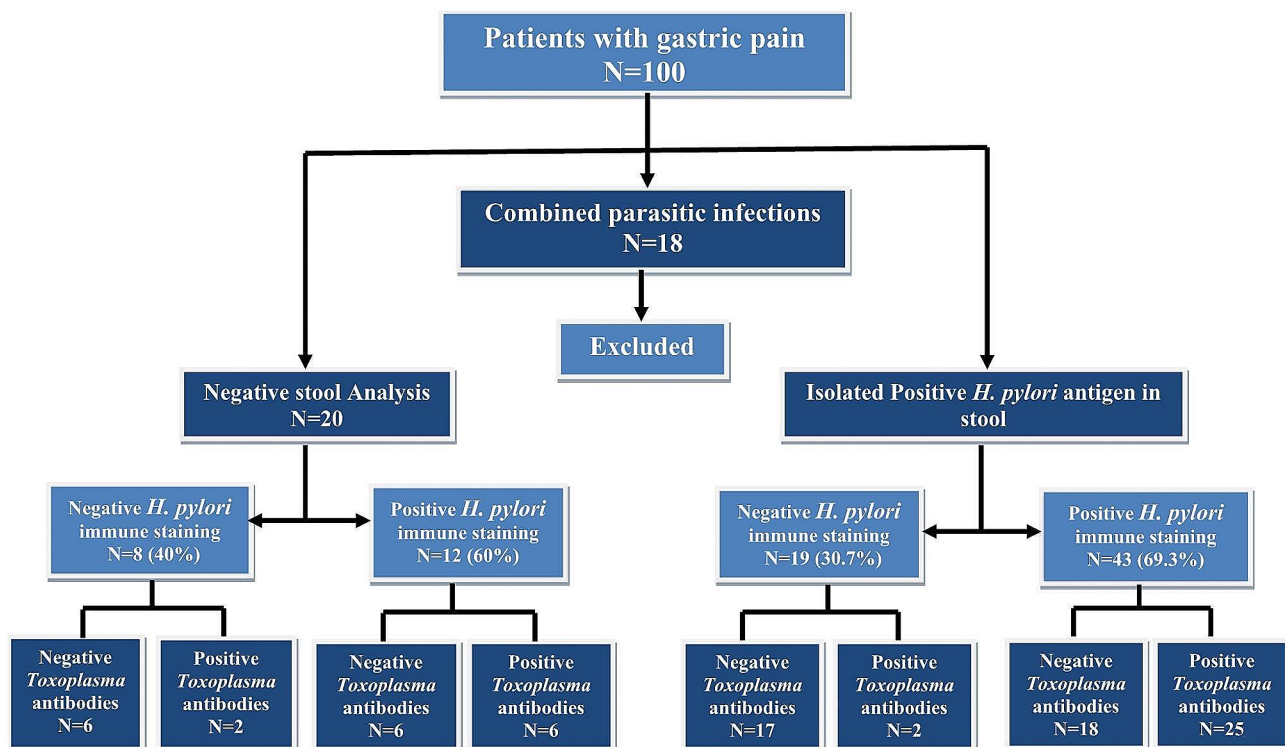 Patients with gastric pain
N=100
Combined parasitic infections
N=18
Excluded
Negative stool Analysis
N=20
Isolated Positive H. pylori antigen in
stool
Negative H. pylori
immune staining
N=8 (40%)
Positive H. pylori
immune staining
N=12 (60%)
Negative H. pylori
immune staining
N=19 (30.7%)
Positive H. pylori
immune staining
N=43 (69.3%)
Negative
Toxoplasma
antibodies
N=6
Positive
Toxoplasma
antibodies
N=2
Negative
Toxoplasma
antibodies
N=6
Positive
Toxoplasma
antibodies
N=6
Negative
Toxoplasma
antibodies
N=17
Positive
Toxoplasma
antibodies
N=2
Negative
Toxoplasma
antibodies
N=18
Positive
Toxoplasma
antibodies
N=25